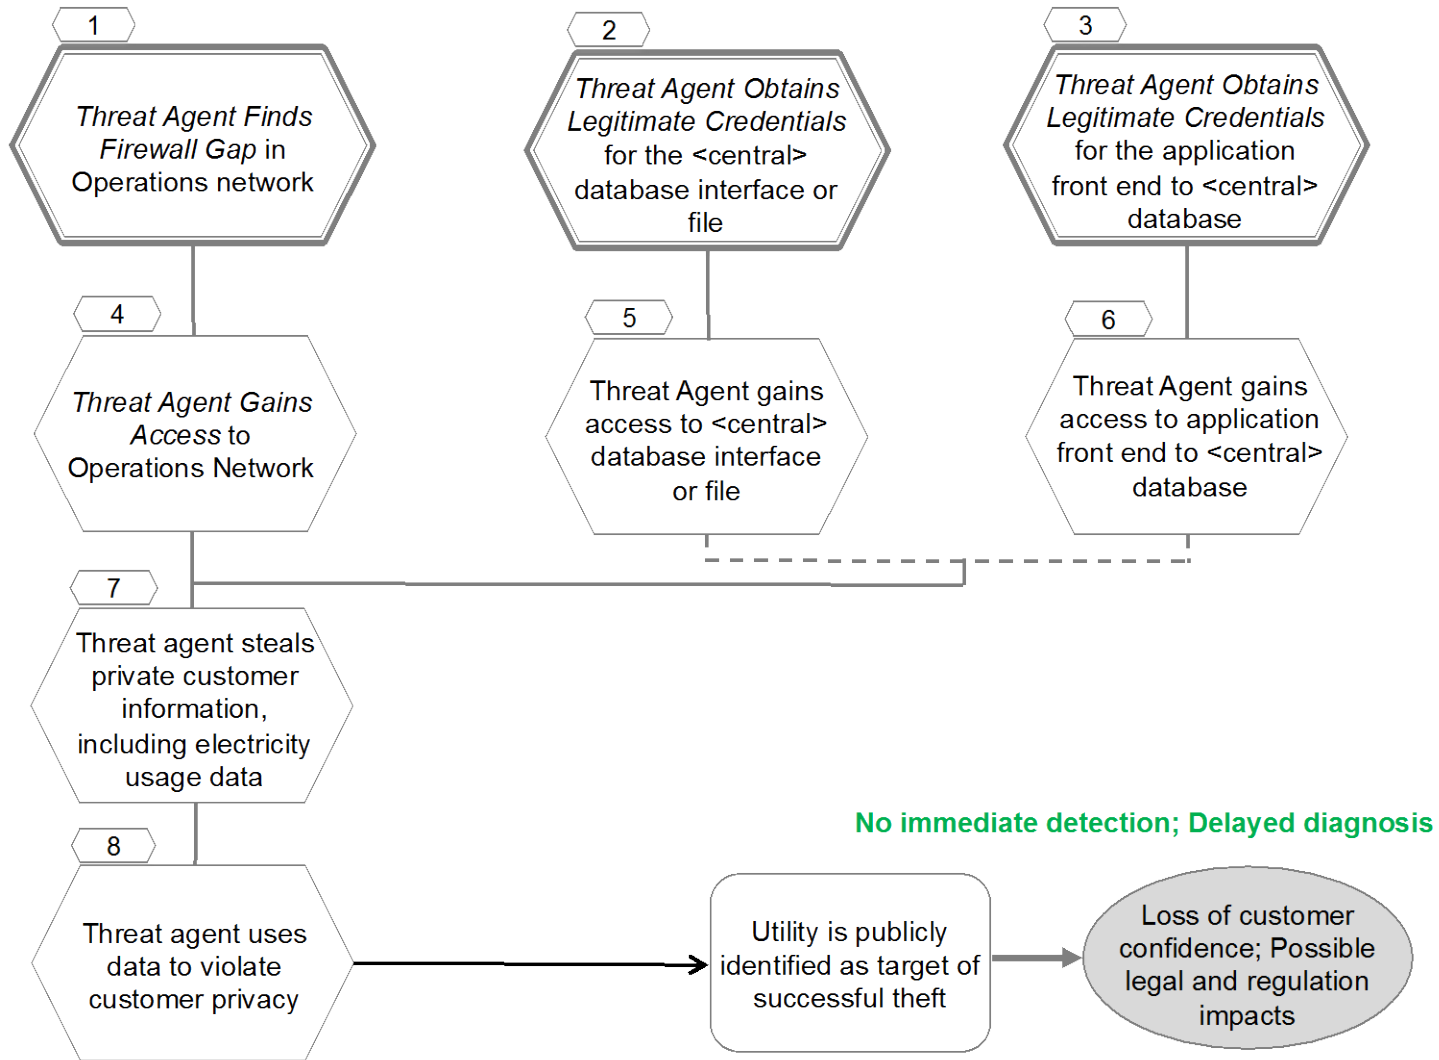 1
Threat Agent Finds
Firewall Gap in
Operations network
2
Threat Agent Obtains
Legitimate Credentials
for the <central>
database interface or
file
3
Threat Agent Obtains
Legitimate Credentials
for the application
front end to <central>
database
4
Threat Agent Gains
Access to
Operations Network
5
Threat Agent gains
access to <central>
database interface
or file
6
Threat Agent gains
access to application
front end to <central>
database
7
Threat agent steals
private customer
information,
including electricity
usage data
8
Threat agent uses
data to violate
customer privacy
Utility is publicly
identified as target of
successful theft
No immediate detection; Delayed diagnosis
Loss of customer
confidence; Possible
legal and regulation
impacts